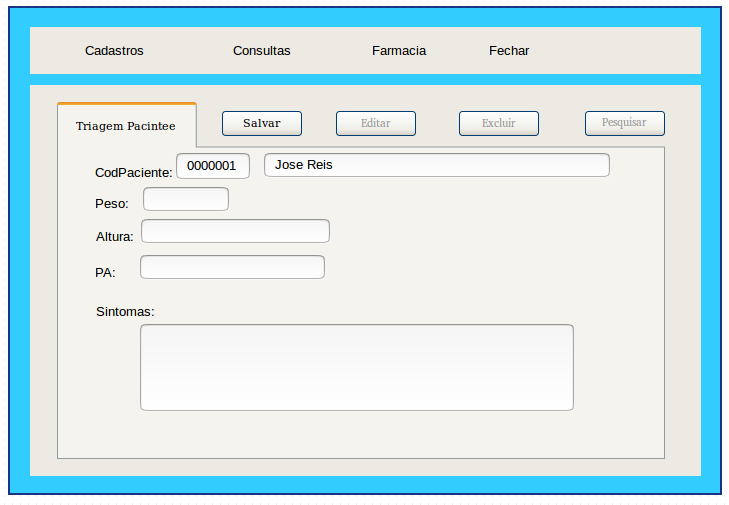 Cadastros Consultas Farmacia Fechar
Triagem Pacintee Salvar Editar Excluir Pesquisar
CodPaciente: 0000001 Jose Reis
Peso:
Altura:
PA:
Sintomas: